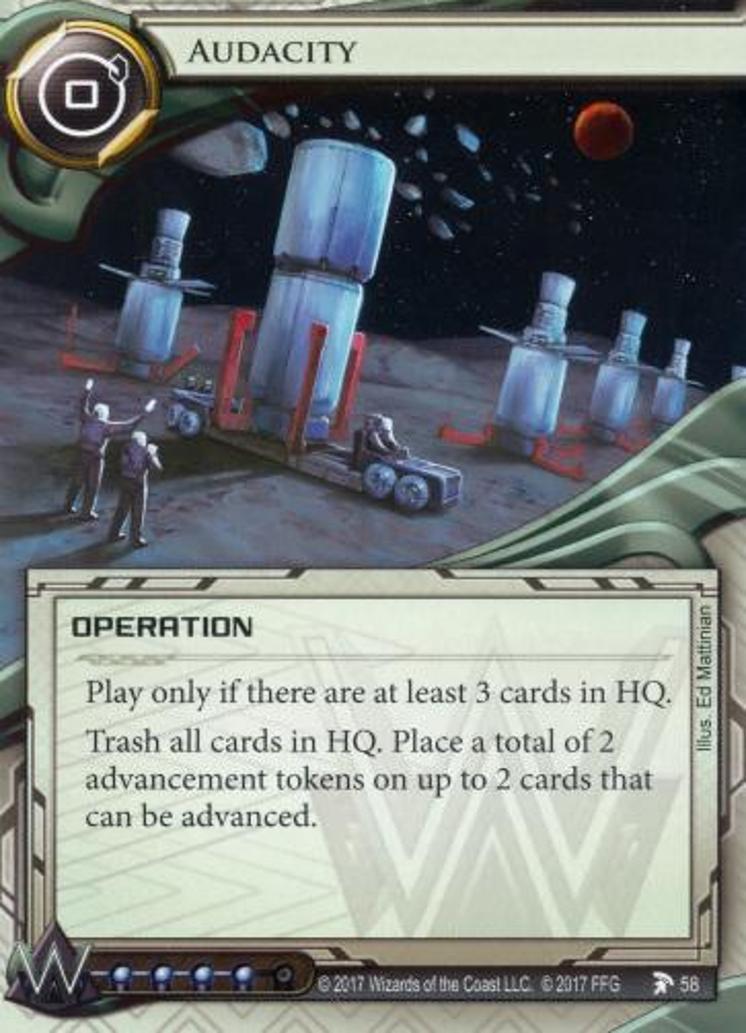 AUDACITY
OPERATION
Play only if there are at least 3 cards in HQ.
Trash all cards in HQ. Place a total of 2
advancement tokens on up to 2 cards that
can be advanced.
Illus. Ed Mattinian
© 2017 Wizards of the Coast LLC. © 2017 FFG
58